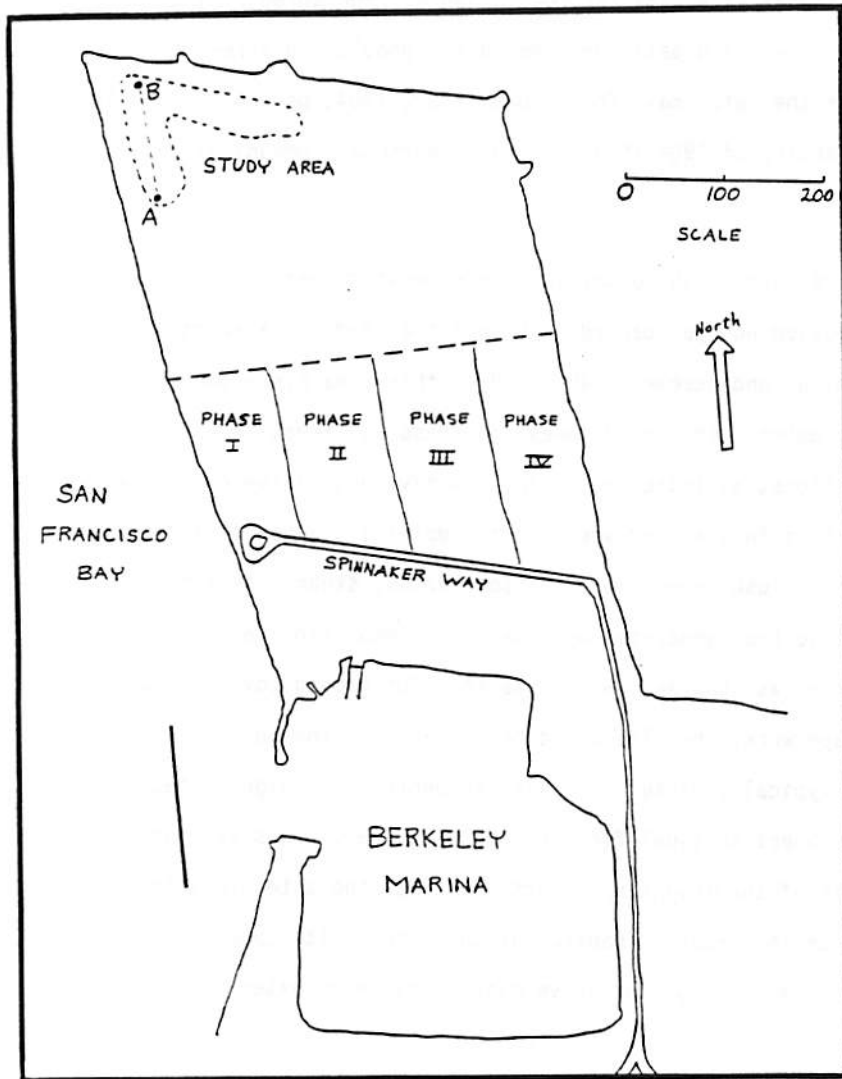 B
STUDY AREA
A
0 100 200
SCALE
North
PHASE
I
PHASE
II
PHASE
III
PHASE
IV
SAN
FRANCISCO
BAY
SPINNAKER WAY
BERKELEY
MARINA